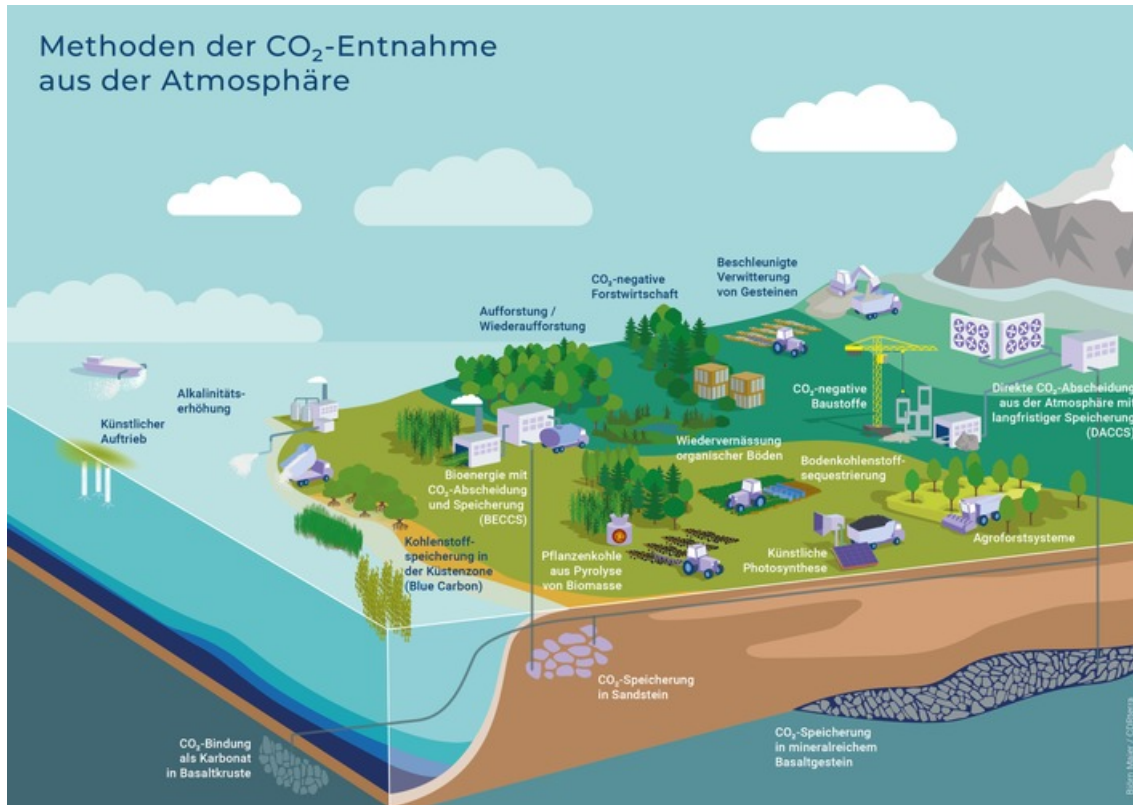 Methoden der CO₂-Entnahme
aus der Atmosphäre
Beschleunigte
Verwitterung
von Gesteinen
CO₂-negative
Forstwirtschaft
Aufforstung /
Wiederaufforstung
Alkalinitäts-
erhöhung
Künstlicher
Auftrieb
CO₂-negative
Baustoffe
Direkte CO₂-Abscheidung
aus der Atmosphäre mit
langfristiger Speicherung
(DACCS)
Wiedervernässung
organischer Böden
Bodenkohlenstoff-
sequestrierung
Bioenergie mit
CO₂-Abscheidung
und Speicherung
(BECCS)
Kohlenstoff-
speicherung in
der Küstenzone
(Blue Carbon)
Pflanzenkohle
aus Pyrolyse
von Biomasse
Künstliche
Photosynthese
Agroforstsysteme
CO₂-Speicherung
in Sandstein
CO₂-Bindung
als Karbonat
in Basaltkruste
CO₂-Speicherung
in mineralreichem
Basaltgestein
Maier / CDRterra